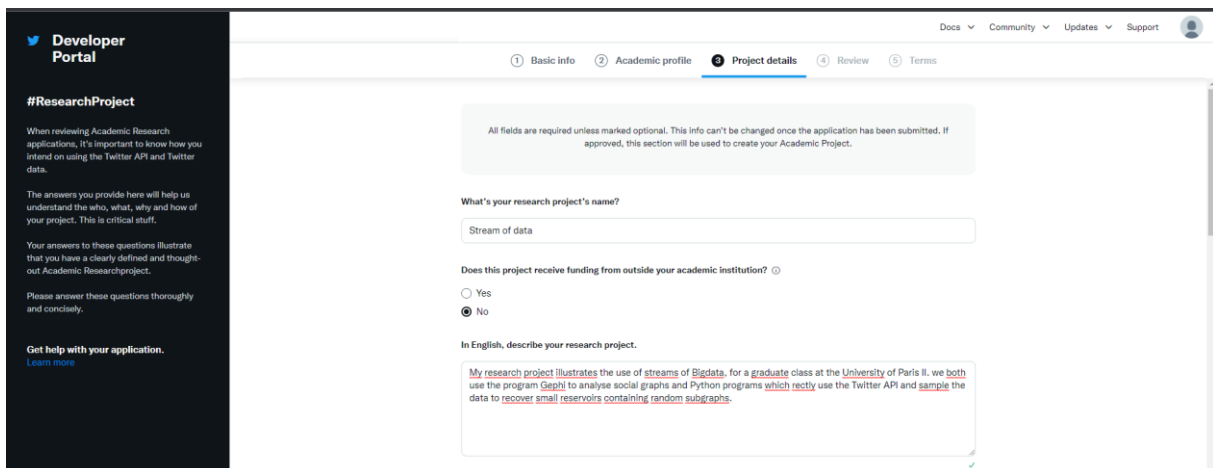 Developer
Portal
Docs
Community
Updates
Support
1 Basic info
2 Academic profile
3 Project details
4 Review
5 Terms
#ResearchProject
When reviewing Academic Research
applications, it's important to know how you
intend on using the Twitter API and Twitter
data.
The answers you provide here will help us
understand the who, what, why and how of
your project. This is critical stuff.
Your answers to these questions illustrate
that you have a clearly defined and thought-
out Academic Researchproject.
Please answer these questions thoroughly
and concisely.
Get help with your application.
Learn more
All fields are required unless marked optional. This info can't be changed once the application has been submitted. If
approved, this section will be used to create your Academic Project.
What's your research project's name?
Stream of data
Does this project receive funding from outside your academic institution?
Yes
No
In English, describe your research project.
My research project illustrates the use of streams of Bigdata, for a graduate class at the University of Paris II. we both
use the program Gephi to analyse social graphs and Python programs which rectly use the Twitter API and sample the
data to recover small reservoirs containing random subgraphs.